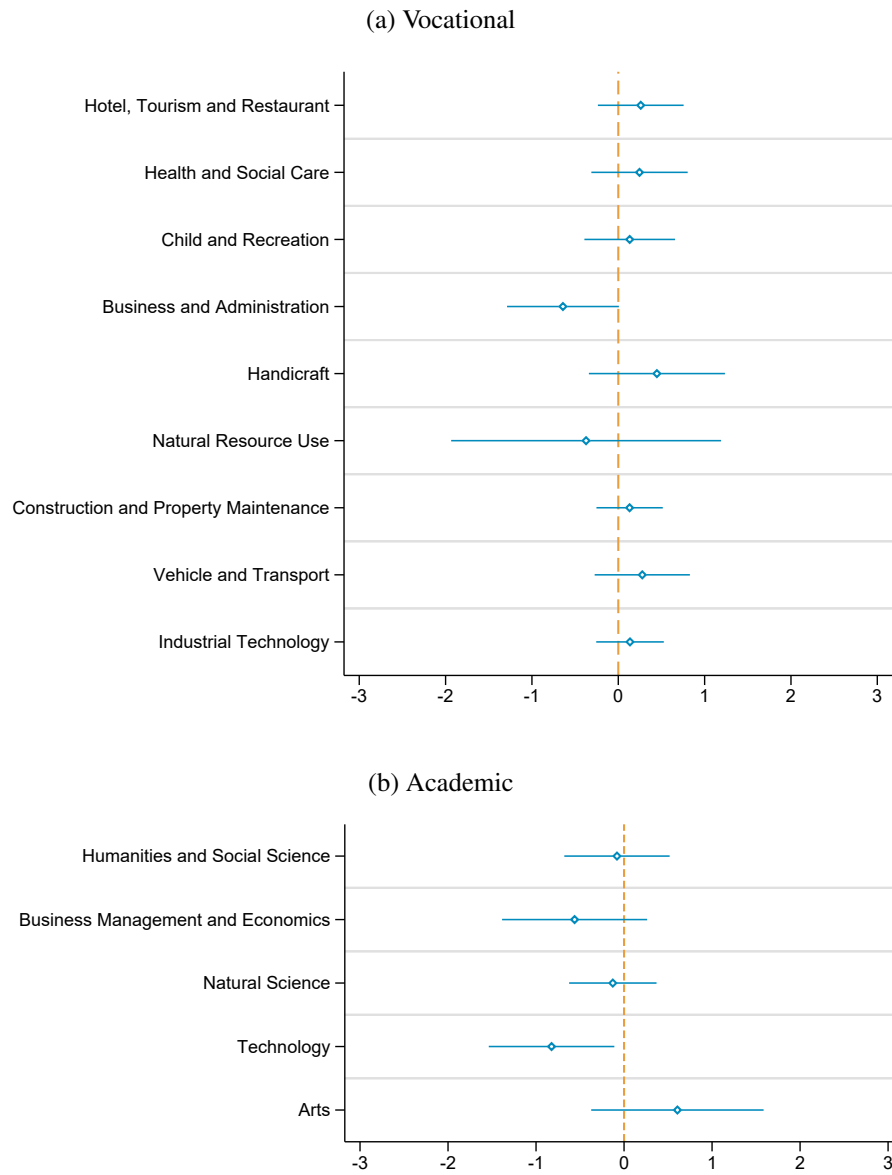 (a) Vocational
Hotel, Tourism and Restaurant
Health and Social Care
Child and Recreation
Business and Administration
Handicraft
Natural Resource Use
Construction and Property Maintenance
Vehicle and Transport
Industrial Technology
-3 -2 -1 0 1 2 3
(b) Academic
Humanities and Social Science
Business Management and Economics
Natural Science
Technology
Arts
-3 -2 -1 0 1 2 3